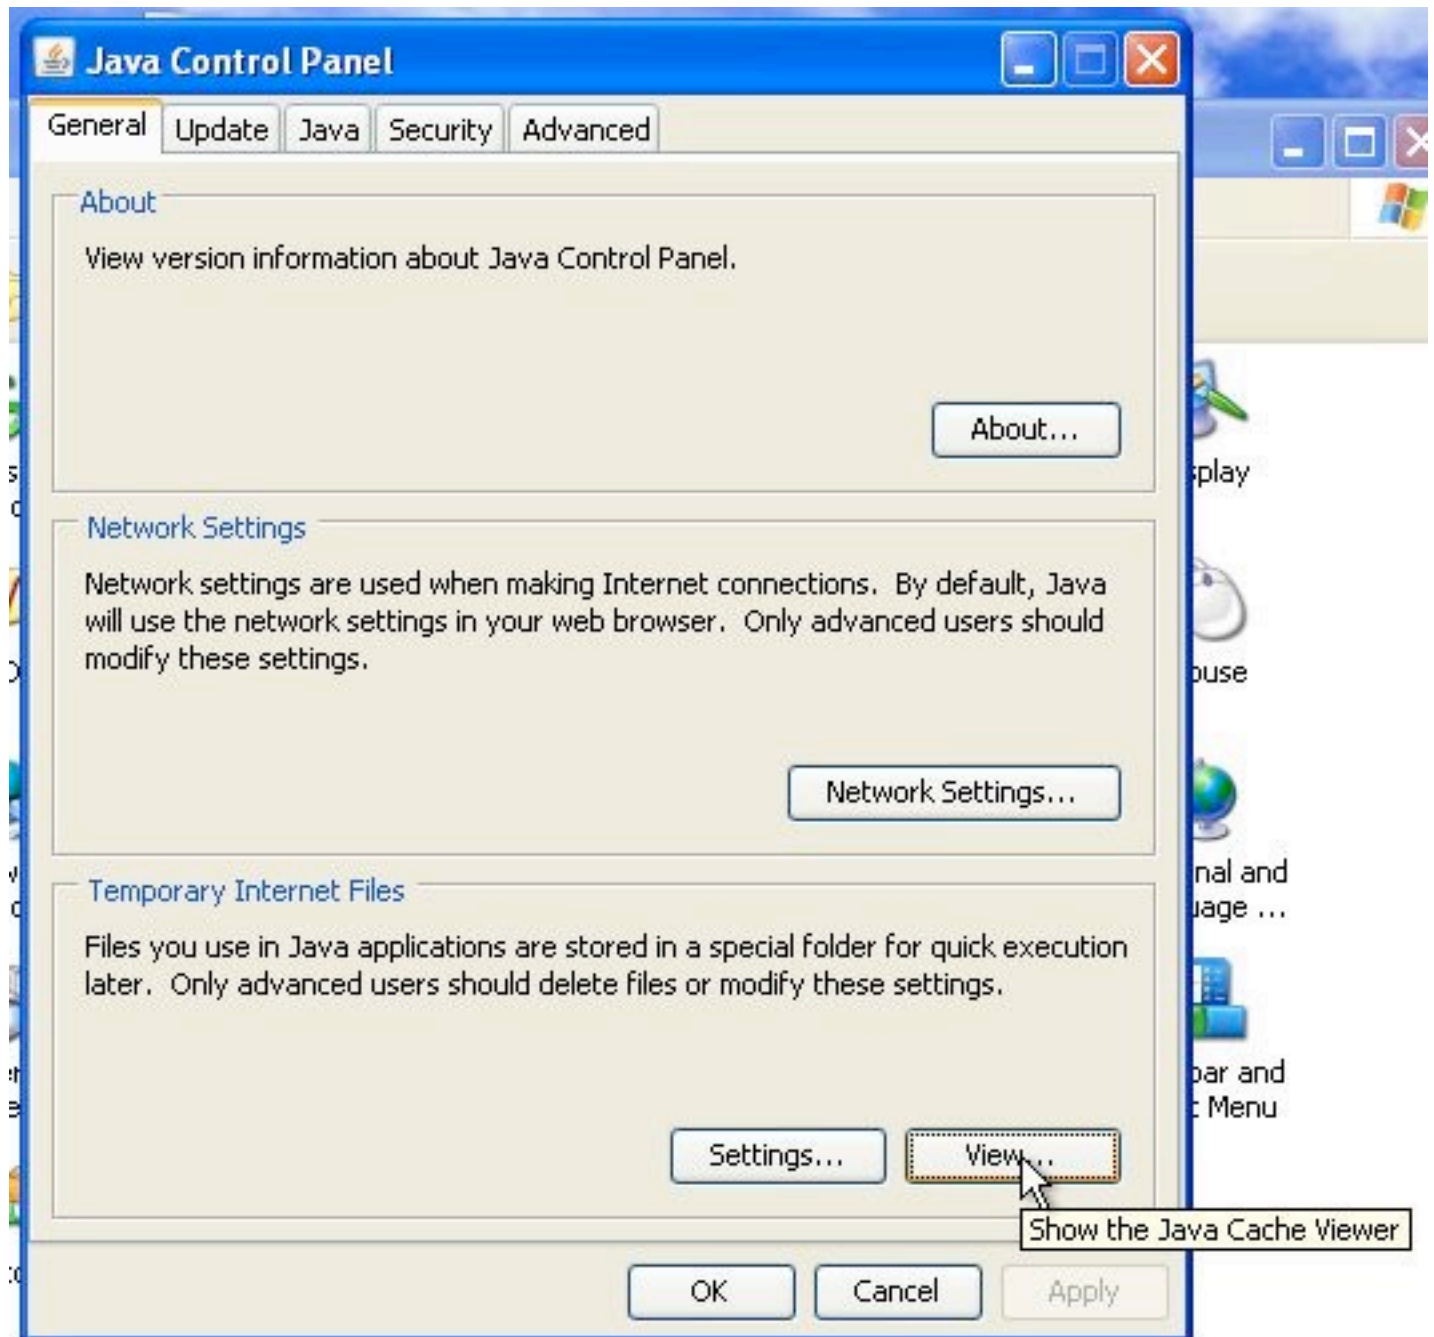 Java Control Panel
General Update Java Security Advanced
About
View version information about Java Control Panel.
About...
Network Settings
Network settings are used when making Internet connections.  By default, Java
will use the network settings in your web browser.  Only advanced users should
modify these settings.
Network Settings...
Temporary Internet Files
Files you use in Java applications are stored in a special folder for quick execution
later.  Only advanced users should delete files or modify these settings.
Settings... View...
Show the Java Cache Viewer
OK Cancel Apply
splay
ouse
nal and
uage ...
bar and
Menu